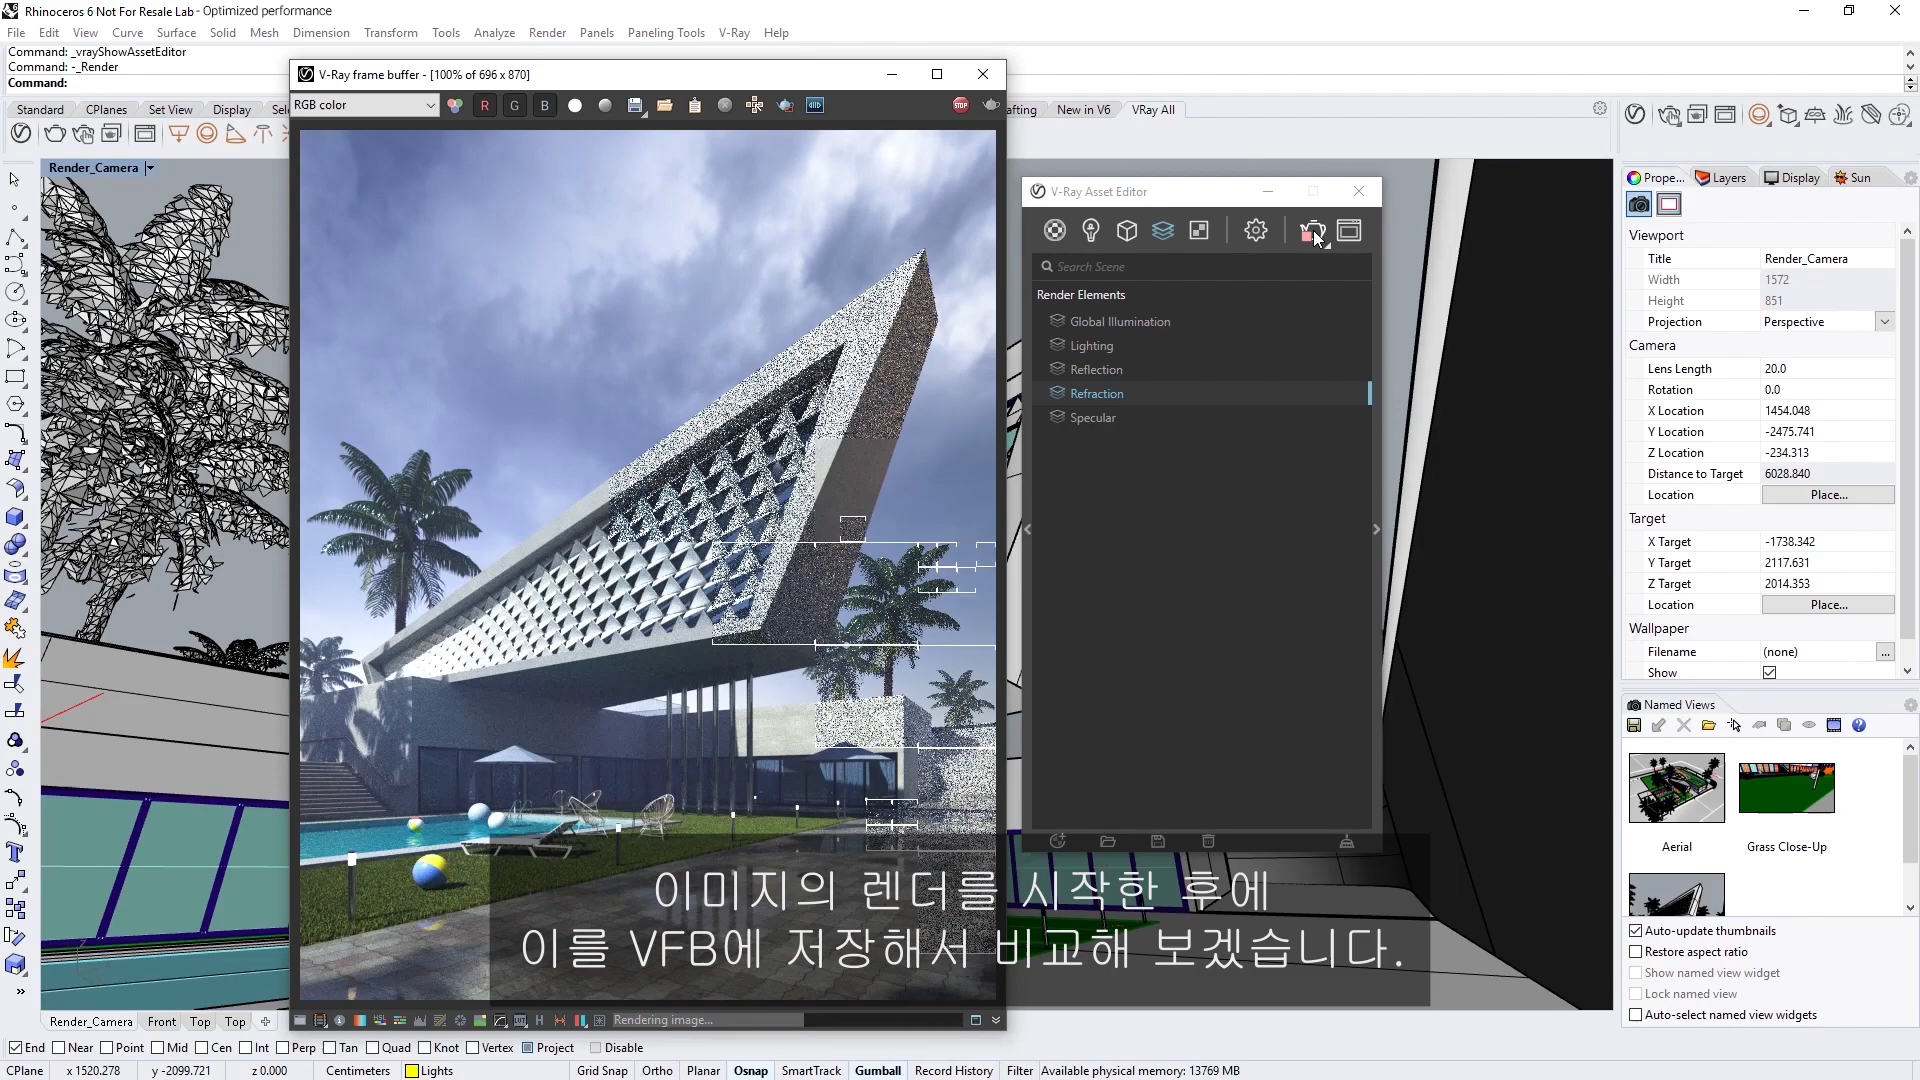 Rhinoceros 6 Not For Resale Lab - Optimized performance
File Edit View Curve Surface Solid Mesh Dimension Transform Tools Analyze Render Panels Paneling Tools V-Ray Help
Command: _vrayShowAssetEditor
Command: -_Render
Command:
V-Ray frame buffer - [100% of 696 x 870]
RGB color
R G B
STOP
Standard CPlanes Set View Display
New in V6 VRay All
Render_Camera
V-Ray Asset Editor
Search Scene
Render Elements
Global Illumination
Lighting
Reflection
Refraction
Specular
Prope... Layers Display Sun
Viewport
Title Render_Camera
Width 1572
Height 851
Projection Perspective
Camera
Lens Length 20.0
Rotation 0.0
X Location 1454.048
Y Location -2475.741
Z Location -234.313
Distance to Target 6028.840
Location Place...
Target
X Target -1738.342
Y Target 2117.631
Z Target 2014.353
Location Place...
Wallpaper
Filename (none) ...
Show
Named Views
Aerial Grass Close-Up
Auto-update thumbnails
Restore aspect ratio
Show named view widget
Lock named view
Auto-select named view widgets
이미지의 렌더를 시작한 후에
이를 VFB에 저장해서 비교해 보겠습니다.
Rendering image...
Render_Camera Front Top Top
End Near Point Mid Cen Int Perp Tan Quad Knot Vertex Project Disable
CPlane x 1520.278 y -2099.721 z 0.000 Centimeters Lights Grid Snap Ortho Planar Osnap SmartTrack Gumball Record History Filter Available physical memory: 13769 MB